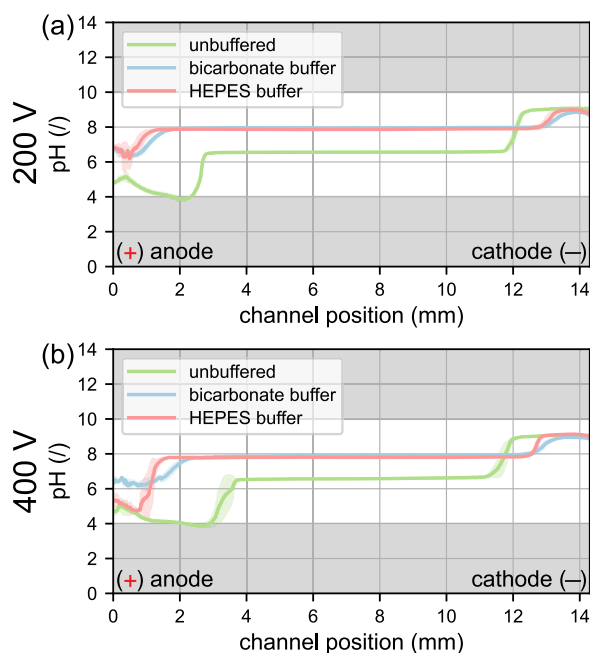 (a)
14
12
10
8
6
4
2
0
200 V
pH (/)
unbuffered
bicarbonate buffer
HEPES buffer
(+) anode
cathode (—)
0 2 4 6 8 10 12 14
channel position (mm)
(b)
14
12
10
8
6
4
2
0
400 V
pH (/)
unbuffered
bicarbonate buffer
HEPES buffer
(+) anode
cathode (—)
0 2 4 6 8 10 12 14
channel position (mm)